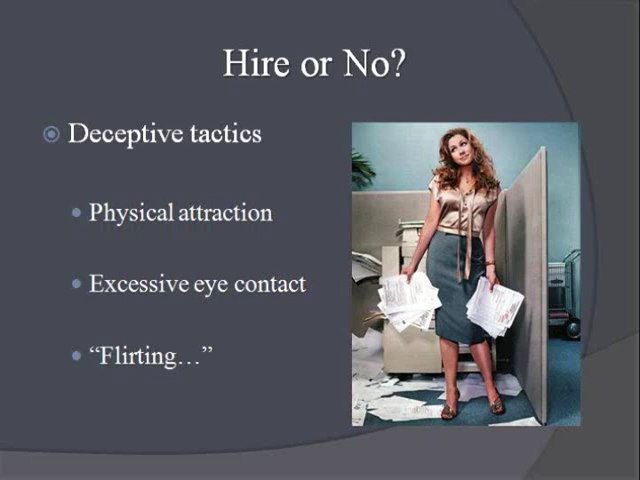 Hire or No?
Deceptive tactics
Physical attraction
Excessive eye contact
“Flirting…”